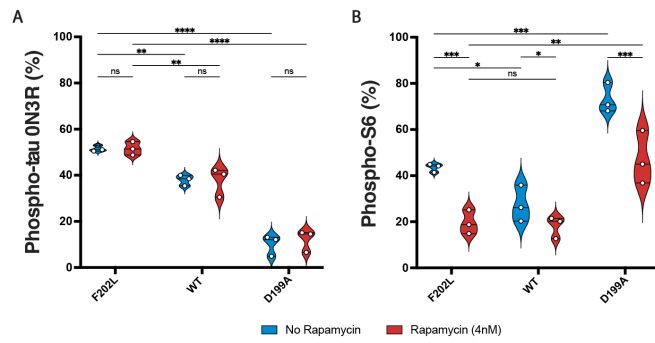 A
Phospho-tau 0N3R (%)
100
80
60
40
20
0
****
****
**
**
ns
ns
ns
F202L
WT
D199A
B
Phospho-S6 (%)
100
80
60
40
20
0
***
**
***
*
***
*
ns
F202L
WT
D199A
No Rapamycin
Rapamycin (4nM)